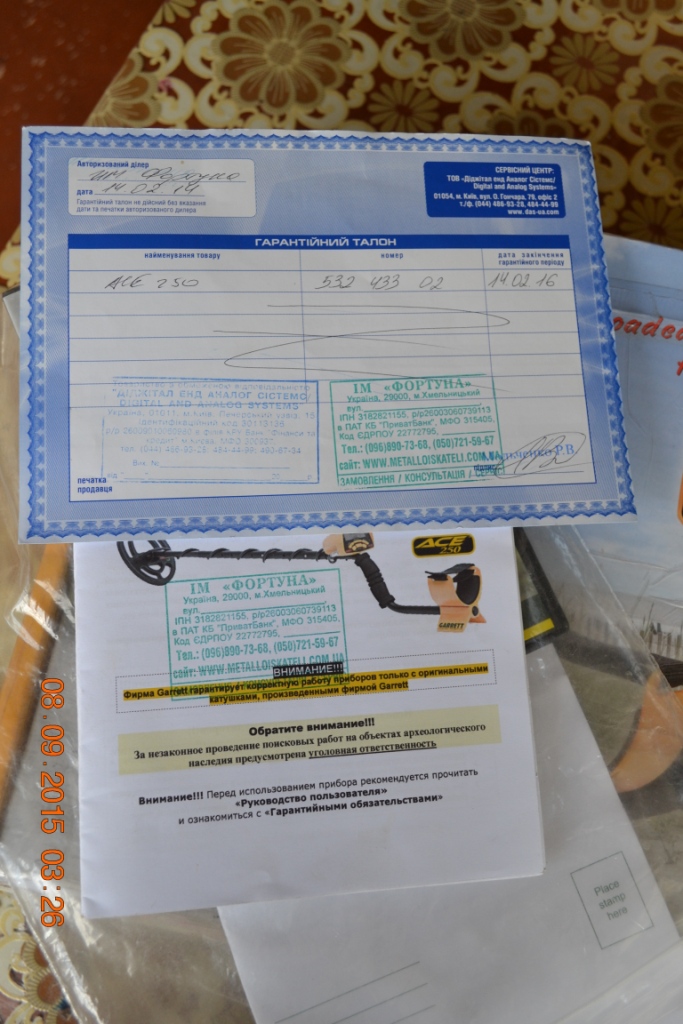 Авторизований ділер
ІМ Фортуна
дата 14.02.14
Гарантійний талон не дійсний без вказання
дати та печатки авторизованого дилера
СЕРВІСНИЙ ЦЕНТР:
ТОВ «Діджітал енд Аналог Сістемс/
Digital and Analog Systems»
01054, м. Київ, вул. О. Гончара, 79, офіс 2
т./ф. (044) 486-93-28, 484-44-99
www.das-ua.com
ГАРАНТІЙНИЙ ТАЛОН
найменування товару
номер
дата закінчення
гарантійного періоду
ACE 250
532 433 02
14 02 16
"ДІДЖІТАЛ ЕНД АНАЛОГ СІСТЕМС/
DIGITAL AND ANALOG SYSTEMS"
ІМ «ФОРТУНА»
Україна, 29000, м.Хмельницький
вул.
ІПН 3182821155, р/р26003060739113
в ПАТ КБ "ПриватБанк", МФО 315405,
Код ЄДРПОУ 22772795,
Тел.: (096)890-73-68, (050)721-59-67
сайт: WWW.METALLOISKATELI.COM.UA
ЗАМОВЛЕННЯ / КОНСУЛЬТАЦІЯ / СЕРВІС
печатка
продавця
ACE
250
GARRETT
ІМ «ФОРТУНА»
Україна, 29000, м.Хмельницький
вул.
ІПН 3182821155, р/р26003060739113
в ПАТ КБ "ПриватБанк", МФО 315405,
Код ЄДРПОУ 22772795,
Тел.: (096)890-73-68, (050)721-59-67
сайт: WWW.METALLOISKATELI.COM.UA
ВНИМАНИЕ!!!
Фирма Garrett гарантирует корректную работу приборов только с оригинальными
катушками, произведенными фирмой Garrett
Обратите внимание!!!
За незаконное проведение поисковых работ на объектах археологического
наследия предусмотрена уголовная ответственность
Внимание!!! Перед использованием прибора рекомендуется прочитать
«Руководство пользователя»
и ознакомиться с «Гарантийными обязательствами»
Place
stamp
here
08.09.2015 03:26